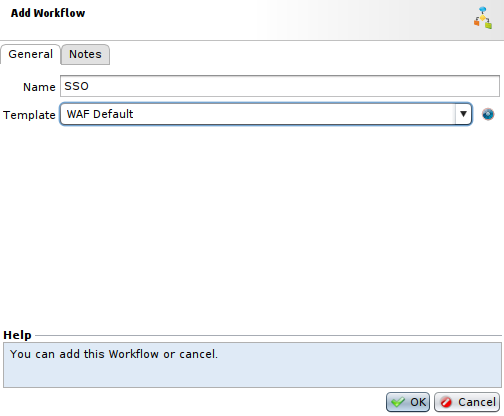 Add Workflow
General Notes
Name SSO
Template WAF Default
Help
You can add this Workflow or cancel.
OK Cancel